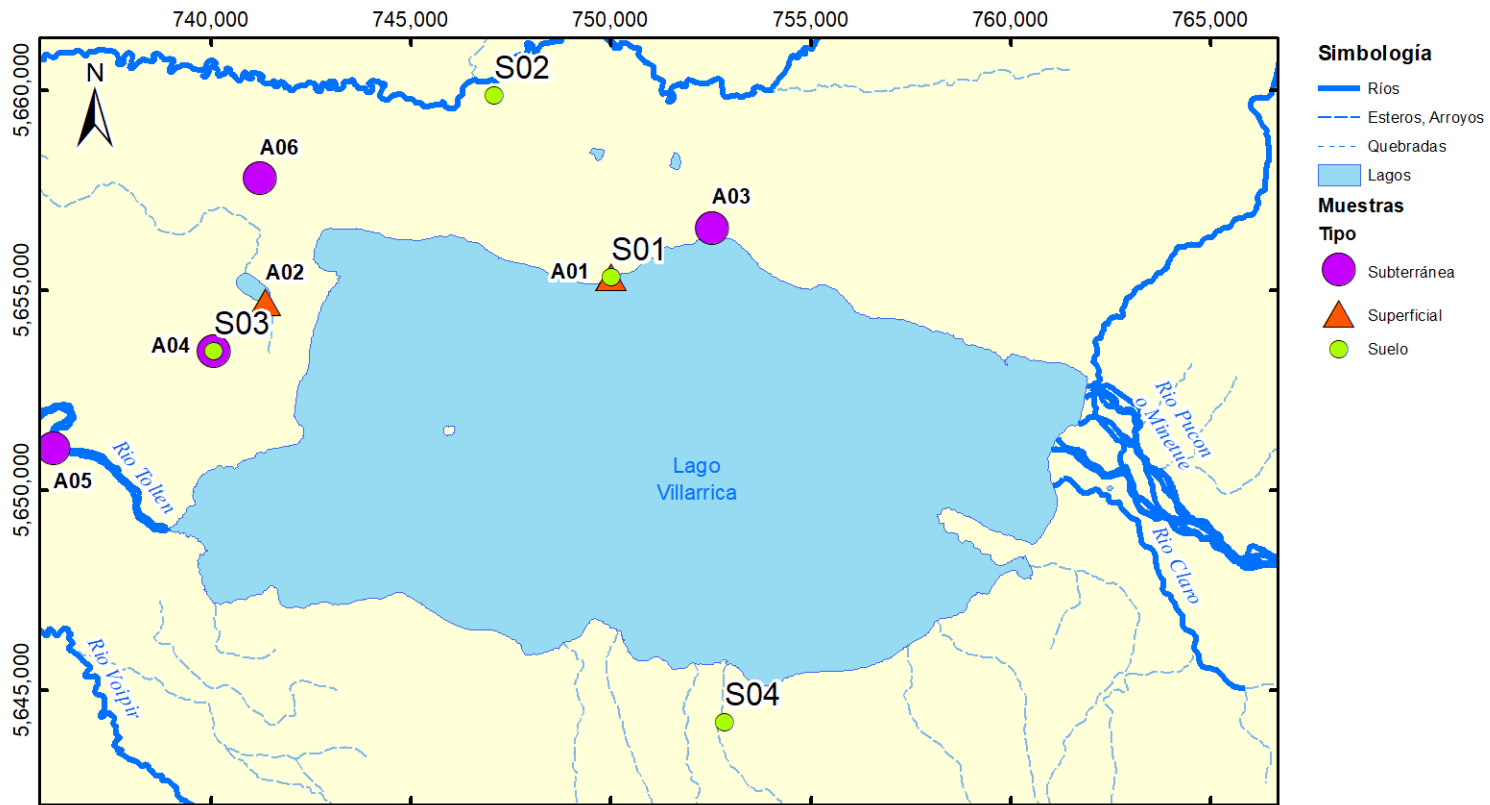 740,000
745,000
750,000
755,000
760,000
765,000
5,660,000
5,655,000
5,650,000
5,645,000
N
S02
A06
A03
S01
A01
A02
S03
A04
A05
Rio Tolten
Lago
Villarrica
Rio Pucon
o Minetue
Rio Claro
Rio Voipir
S04
Simbología
Ríos
Esteros, Arroyos
Quebradas
Lagos
Muestras
Tipo
Subterránea
Superficial
Suelo